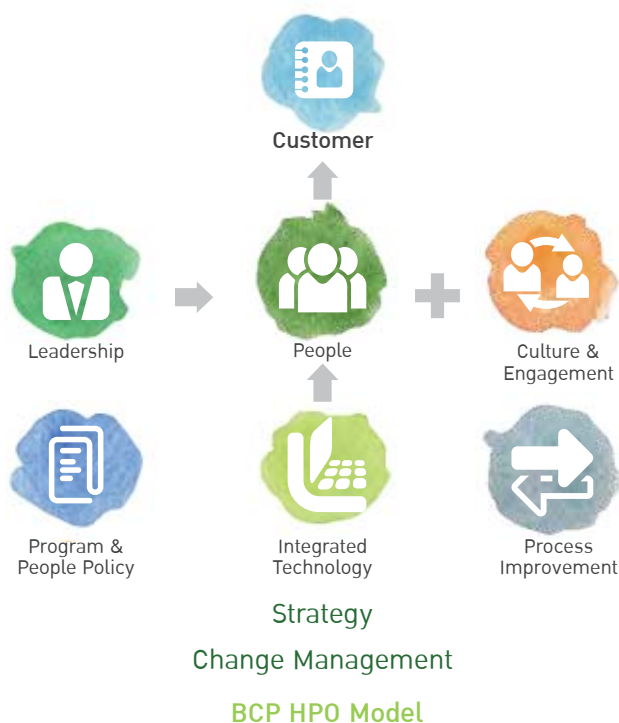 Customer
Leadership
People
Culture &
Engagement
Program &
People Policy
Integrated
Technology
Process
Improvement
Strategy
Change Management
BCP HPO Model